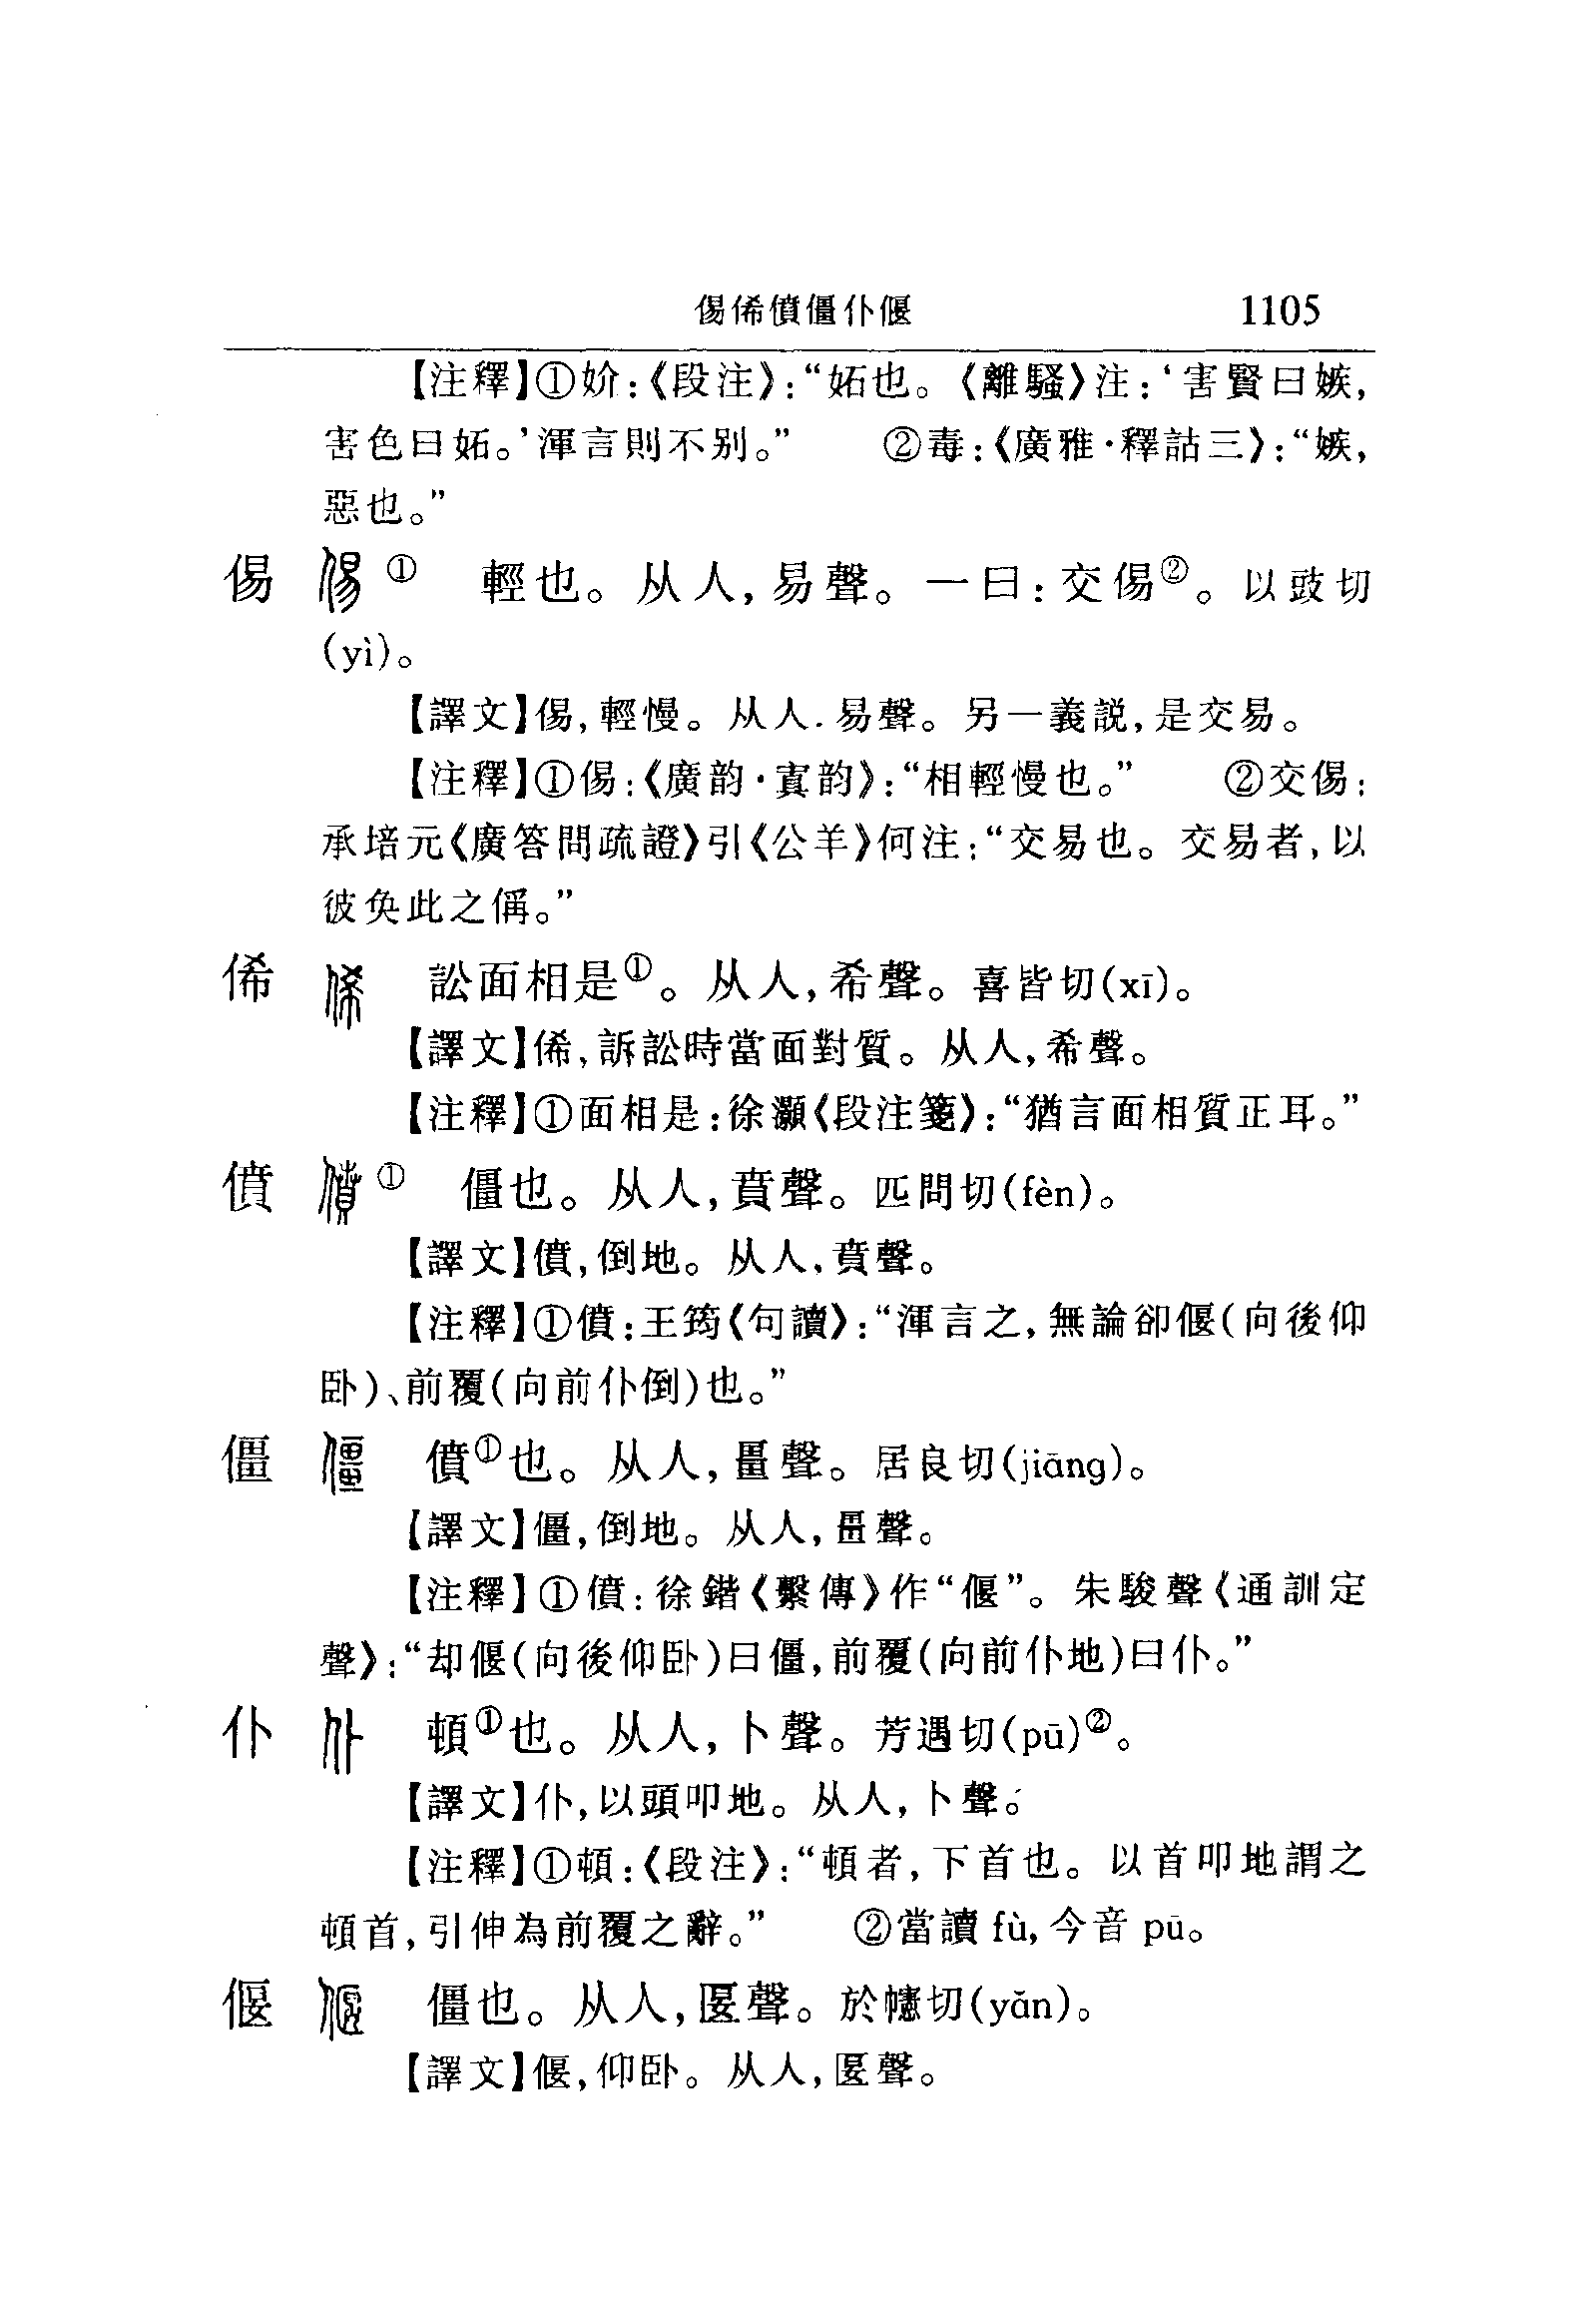 傷俙僨僵仆偃 1105
【注釋】①妎:《段注》:“妬也。《離騷》注:‘害賢曰嫉,
害色曰妬。’渾言則不别。” ②毒:《廣雅·釋詁三》:“嫉,
惡也。”
偒 ① 輕也。从人,易聲。一曰:交偒②。以豉切
(yì)。
【譯文】偒,輕慢。从人.易聲。另一義説,是交易。
【注釋】①偒:《廣韵·寘韵》:“相輕慢也。” ②交偒:
承培元《廣答問疏證》引《公羊》何注:“交易也。交易者,以
彼奂此之偁。”
俙 訟面相是①。从人,希聲。喜皆切(xī)。
【譯文】俙,訴訟時當面對質。从人,希聲。
【注釋】①面相是:徐灝《段注箋》:“猶言面相質正耳。”
僨 ① 僵也。从人,賁聲。匹問切(fèn)。
【譯文】僨,倒地。从人,賁聲。
【注釋】①僨:王筠《句讀》:“渾言之,無論卻偃(向後仰
卧)、前覆(向前仆倒)也。”
僵 僨①也。从人,畺聲。居良切(jiāng)。
【譯文】僵,倒地。从人,畺聲。
【注釋】①僨:徐鍇《繫傳》作“偃”。朱駿聲《通訓定
聲》:“却偃(向後仰卧)曰僵,前覆(向前仆地)曰仆。”
仆 頓①也。从人,卜聲。芳遇切(pū)②。
【譯文】仆,以頭叩地。从人,卜聲。
【注釋】①頓:《段注》:“頓者,下首也。以首叩地謂之
頓首,引伸為前覆之辭。” ②當讀 fù,今音 pū。
偃 僵也。从人,匽聲。於幰切(yǎn)。
【譯文】偃,仰卧。从人,匽聲。